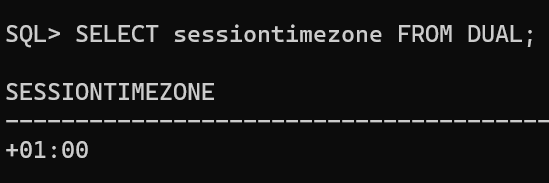 SQL> SELECT sessiontimezone FROM DUAL;
SESSIONTIMEZONE
---------------------------------------
+01:00